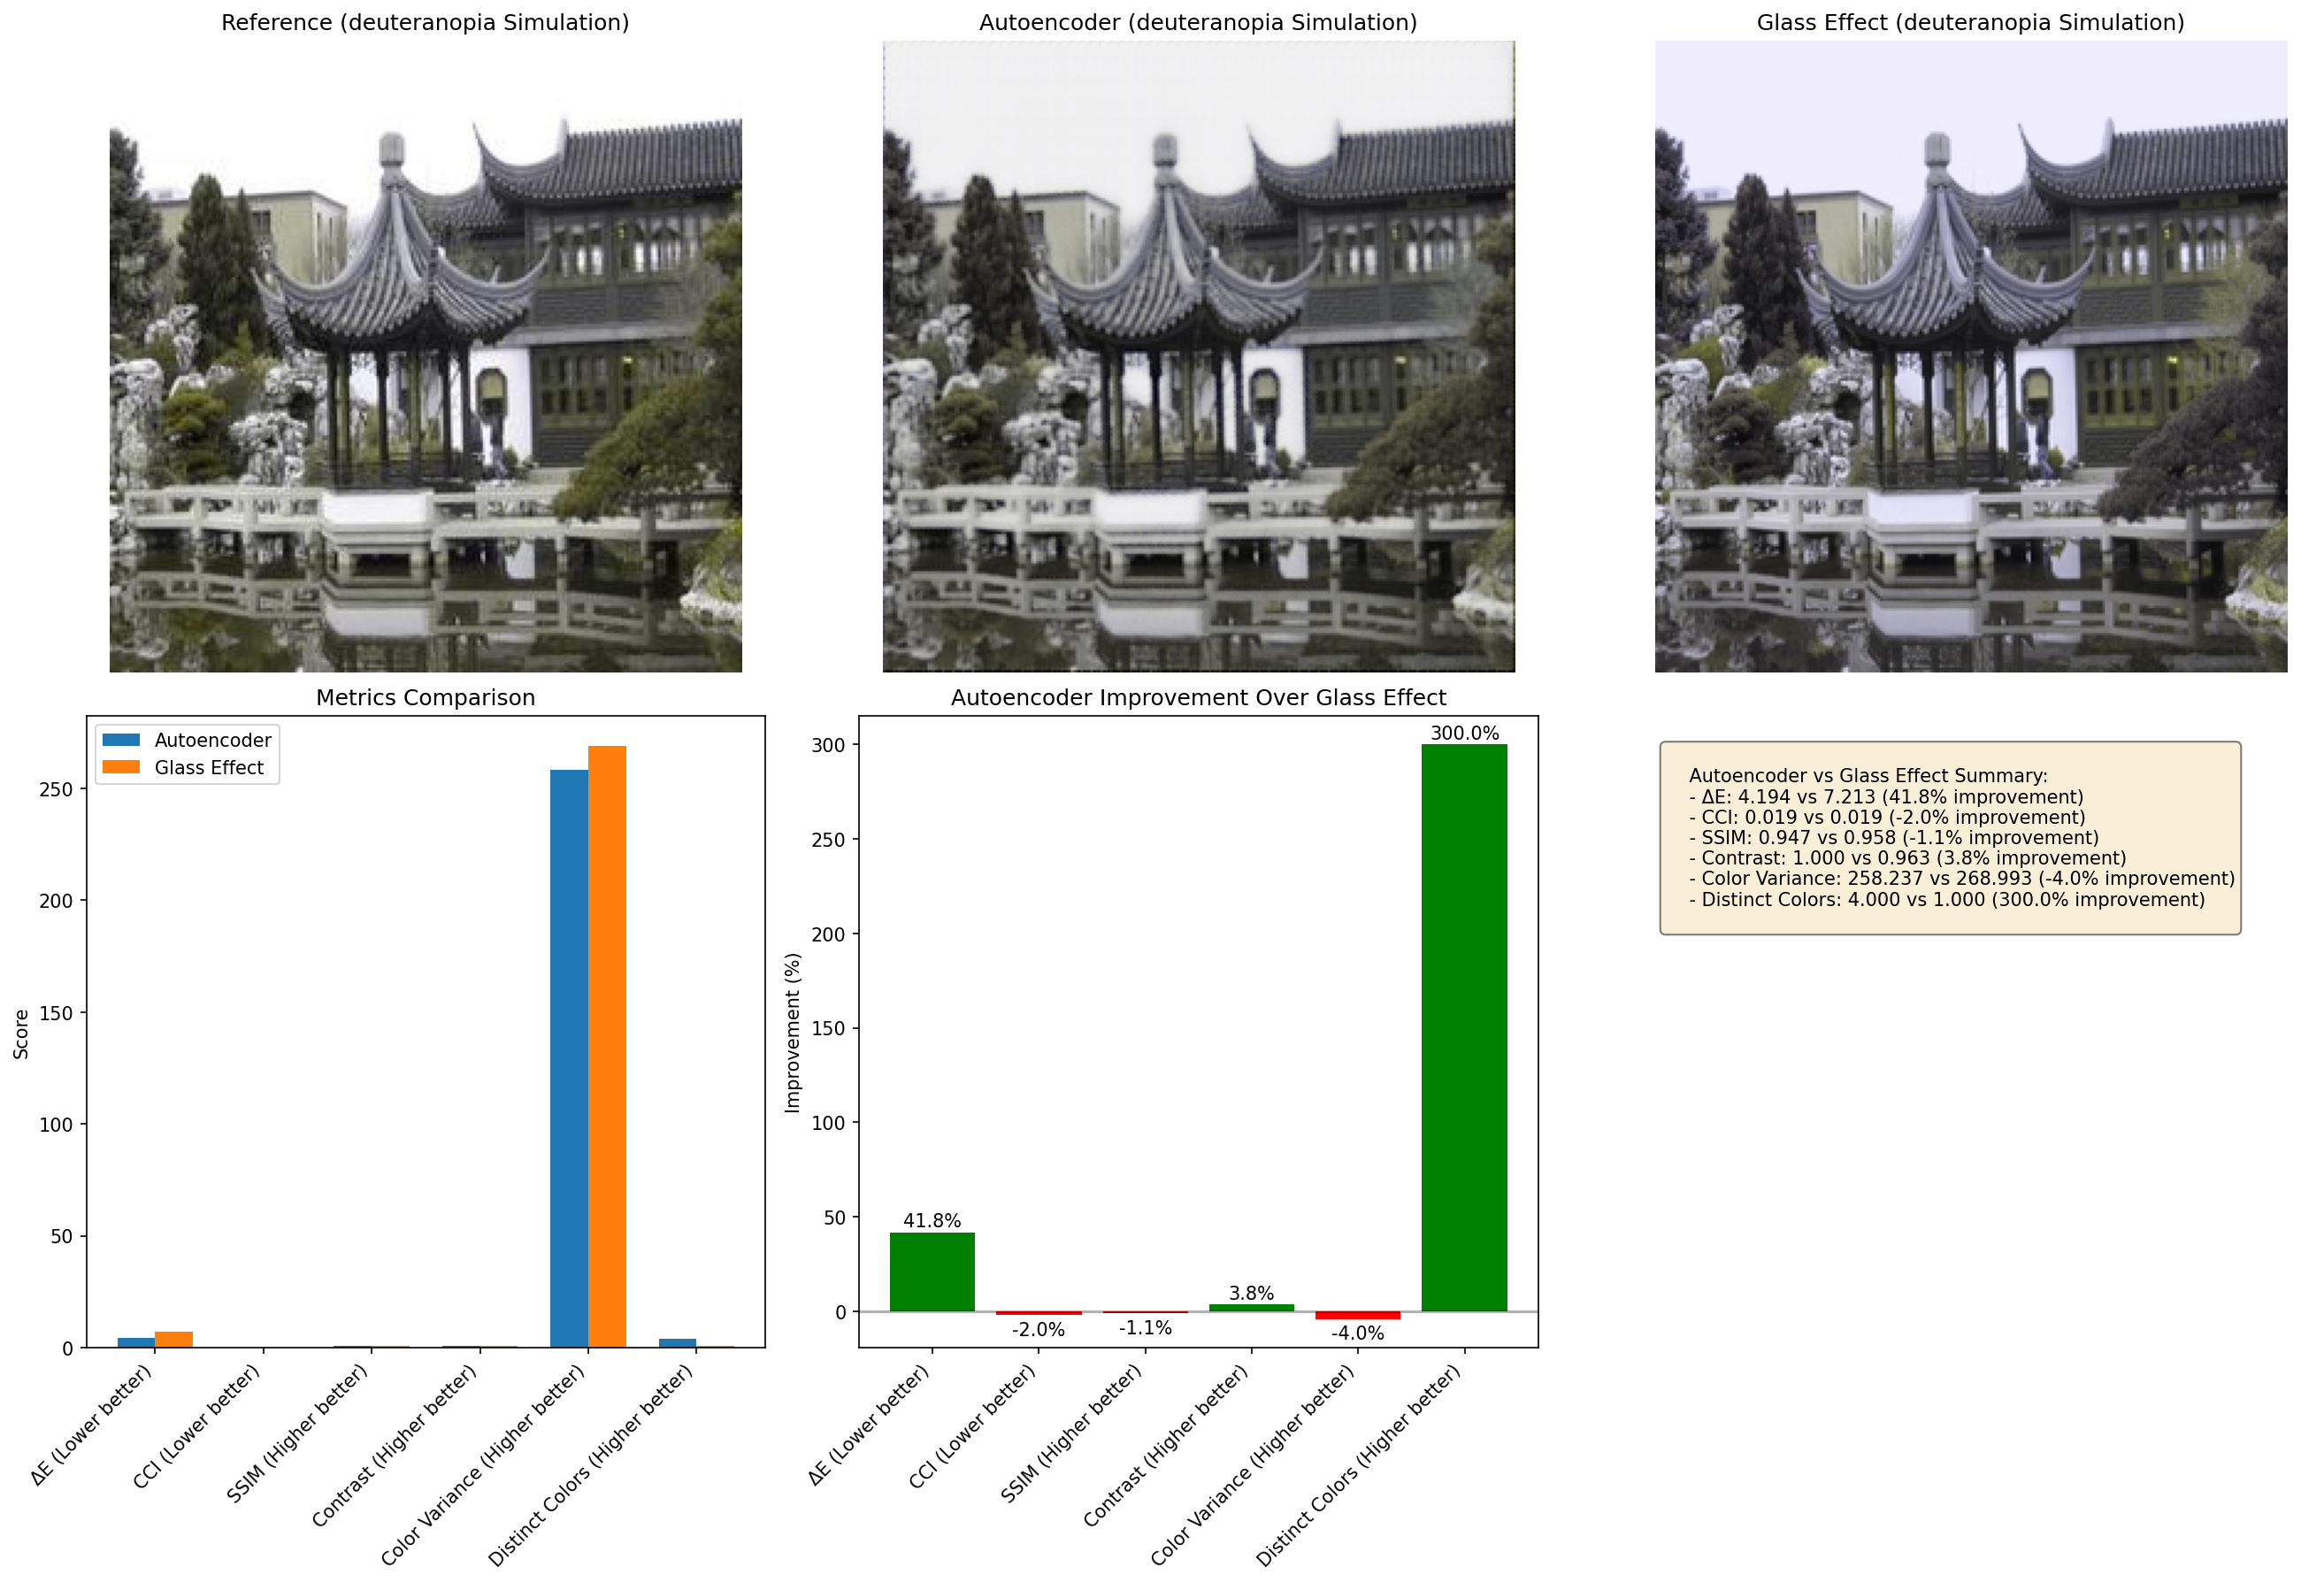 Reference (deuteranopia Simulation)
Autoencoder (deuteranopia Simulation)
Glass Effect (deuteranopia Simulation)
Metrics Comparison
Autoencoder
Glass Effect
Score
250
200
150
100
50
0
ΔE (Lower better)
CCI (Lower better)
SSIM (Higher better)
Contrast (Higher better)
Color Variance (Higher better)
Distinct Colors (Higher better)
Autoencoder Improvement Over Glass Effect
Improvement (%)
300
250
200
150
100
50
0
41.8%
-2.0%
-1.1%
3.8%
-4.0%
300.0%
ΔE (Lower better)
CCI (Lower better)
SSIM (Higher better)
Contrast (Higher better)
Color Variance (Higher better)
Distinct Colors (Higher better)
Autoencoder vs Glass Effect Summary:
- ΔE: 4.194 vs 7.213 (41.8% improvement)
- CCI: 0.019 vs 0.019 (-2.0% improvement)
- SSIM: 0.947 vs 0.958 (-1.1% improvement)
- Contrast: 1.000 vs 0.963 (3.8% improvement)
- Color Variance: 258.237 vs 268.993 (-4.0% improvement)
- Distinct Colors: 4.000 vs 1.000 (300.0% improvement)